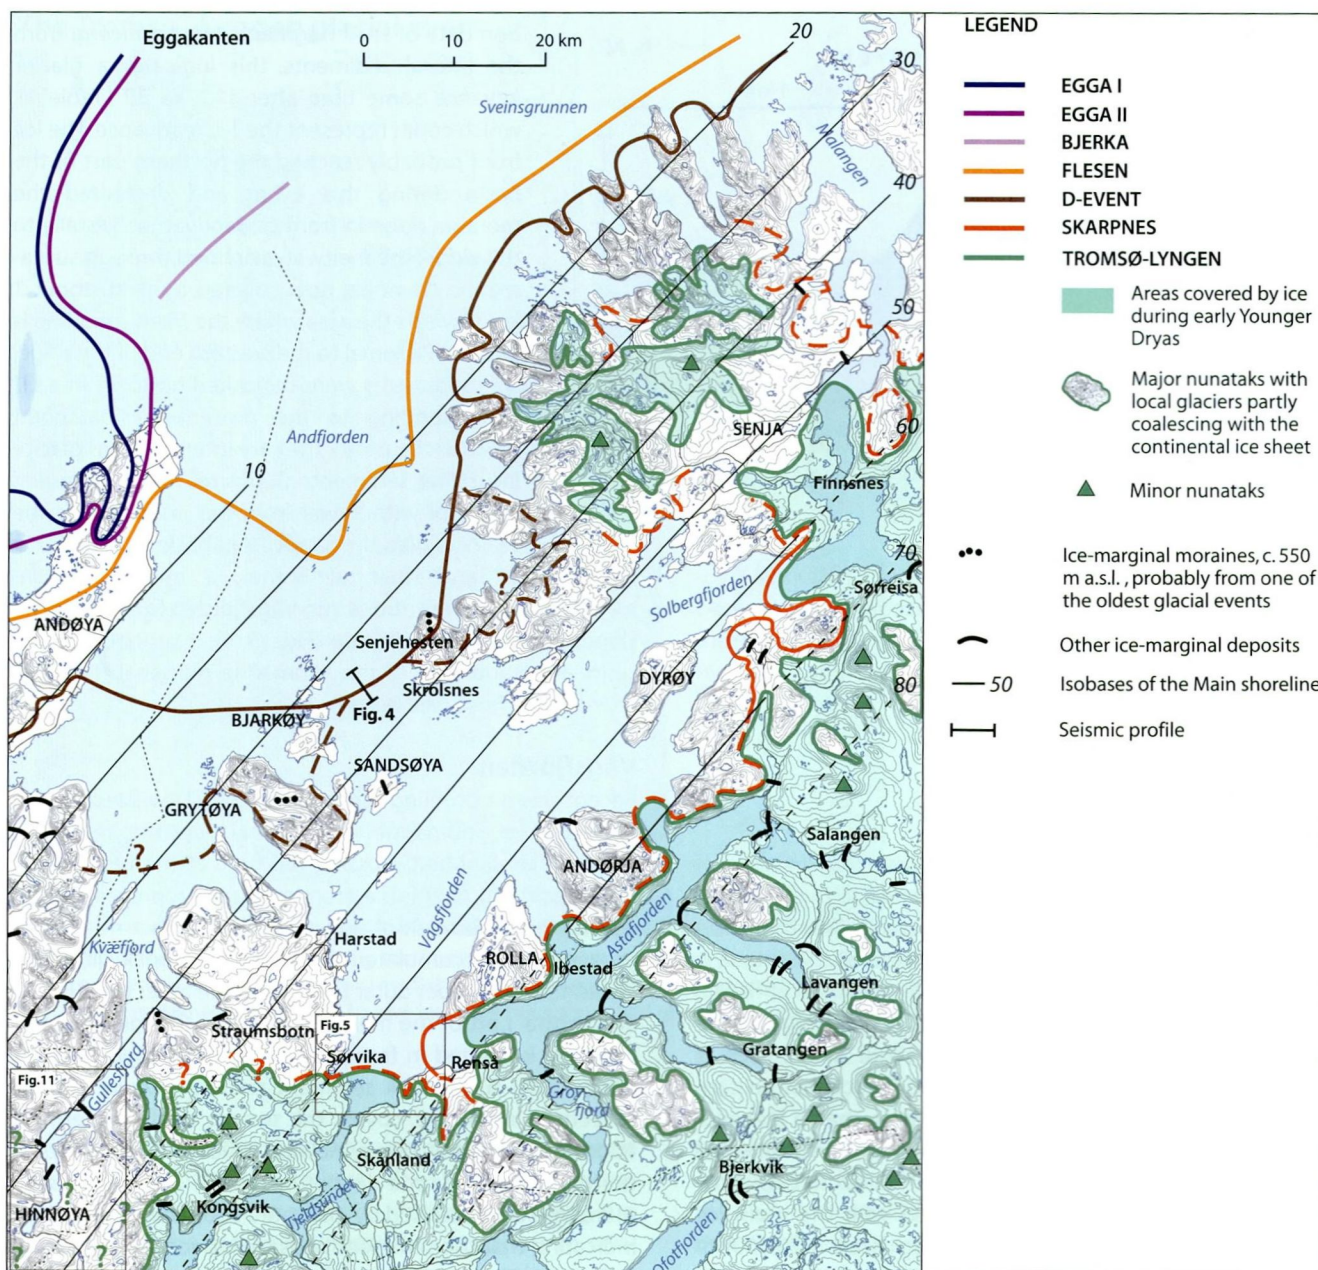 Eggakanten
0 10 20 km
20
30
Sveinsgrunnen
Malangen
40
50
SENJA
Andfjorden
60
10
Finnsnes
70
?
Solbergfjorden
Sørreisa
ANDØYA
Senjehesten
DYRØY
80
Skrolsnes
BJARKØY
Fig. 4
SANDSØYA
GRYTØYA
?
Salangen
ANDØRJA
Vågsfjorden
Astafjorden
Harstad
Kvæfjord
ROLLA
Ibestad
Lavangen
Straumsbotn
Fig.5
Sørvika
Renså
Gratangen
?
?
Fig.11
Gullesfjord
Grov-
fjord
?
Skånland
Bjerkvik
?
?
HINNØYA
Kongsvik
Tjeldsundet
?
?
Ofotfjorden
LEGEND
EGGA I
EGGA II
BJERKA
FLESEN
D-EVENT
SKARPNES
TROMSØ-LYNGEN
Areas covered by ice
during early Younger
Dryas
Major nunataks with
local glaciers partly
coalescing with the
continental ice sheet
Minor nunataks
Ice-marginal moraines, c. 550
m a.s.l. , probably from one of
the oldest glacial events
Other ice-marginal deposits
50 Isobases of the Main shoreline
Seismic profile